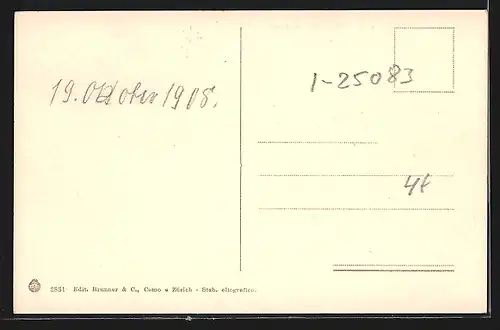 19. Oktober 1908.
1-25083
4t
2831 Edit. Brunner & C., Como e Zürich - Stab. eliografico.